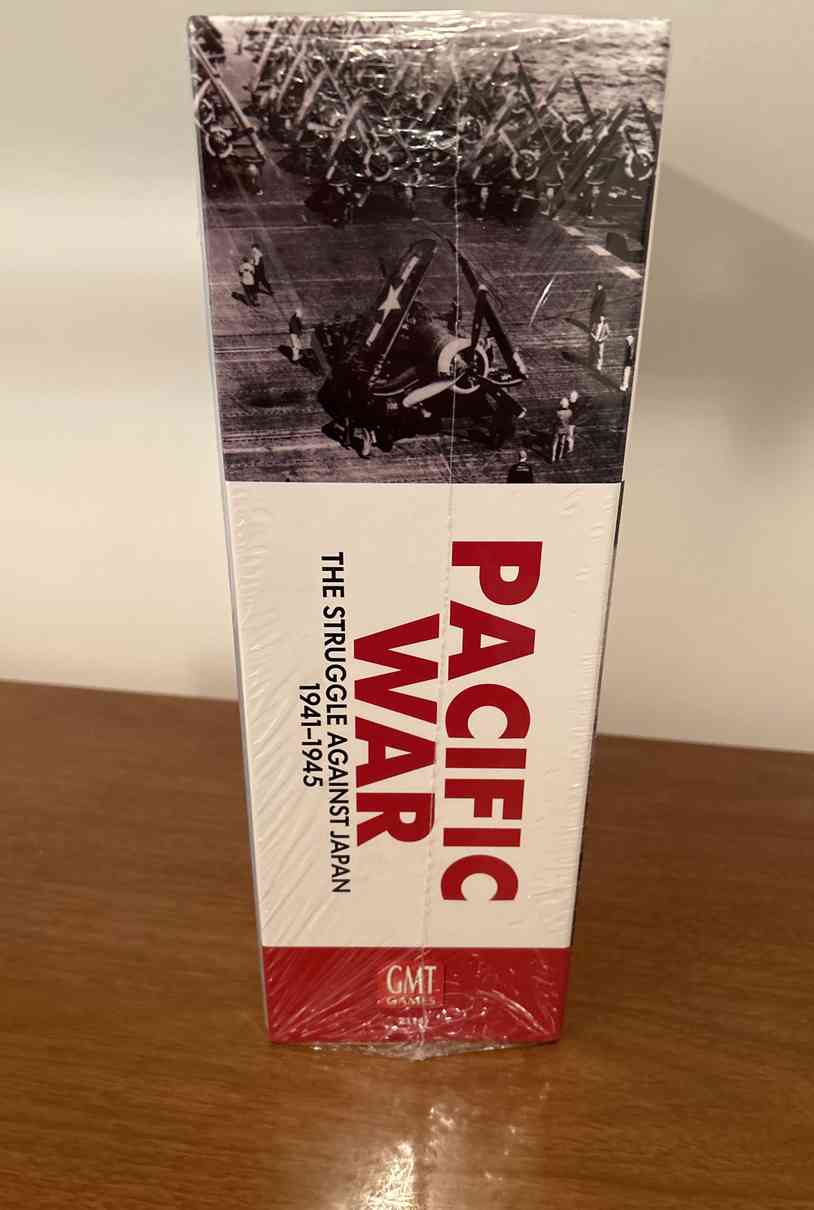 PACIFIC
WAR
THE STRUGGLE AGAINST JAPAN
1941–1945
GMT
GAMES